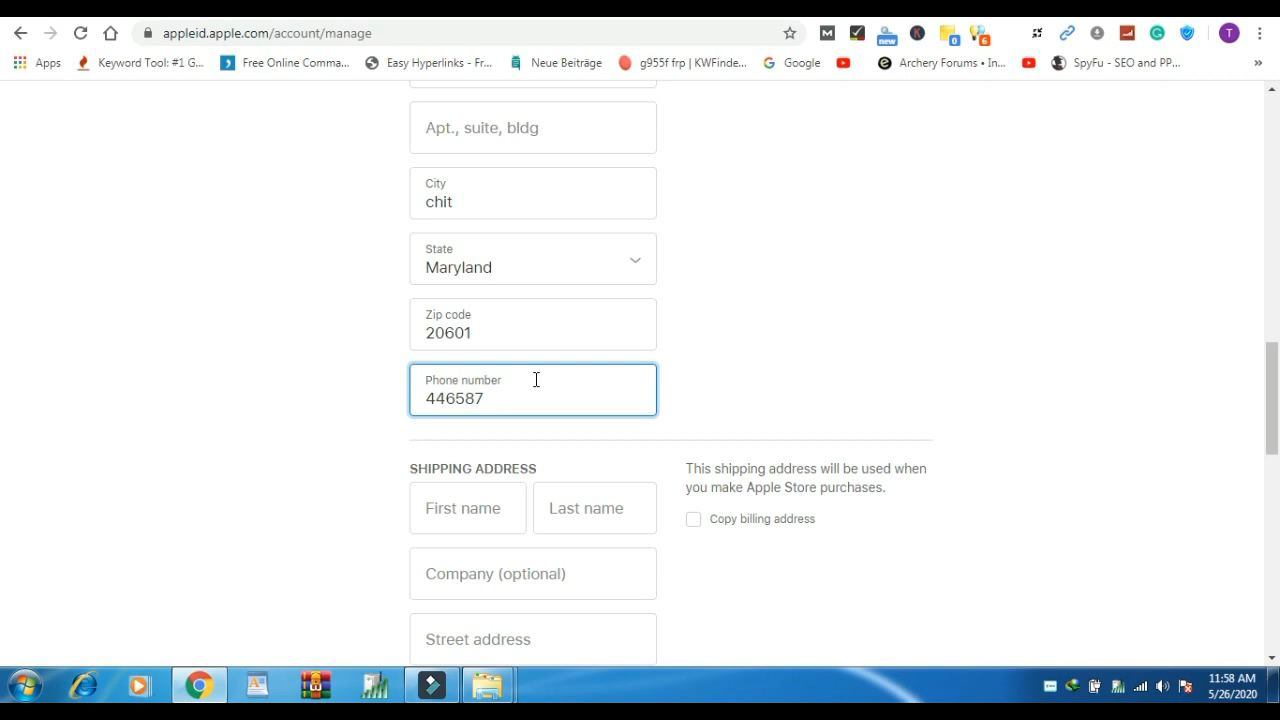 appleid.apple.com/account/manage
M
new
K
0
6
T
Apps
Keyword Tool: #1 G...
Free Online Comma...
Easy Hyperlinks - Fr...
Neue Beiträge
g955f frp | KWFinde...
Google
Archery Forums • In...
SpyFu - SEO and PP...
»
Apt., suite, bldg
City
chit
State
Maryland
Zip code
20601
Phone number
446587
SHIPPING ADDRESS
First name
Last name
This shipping address will be used when
you make Apple Store purchases.
Copy billing address
Company (optional)
Street address
11:58 AM
5/26/2020